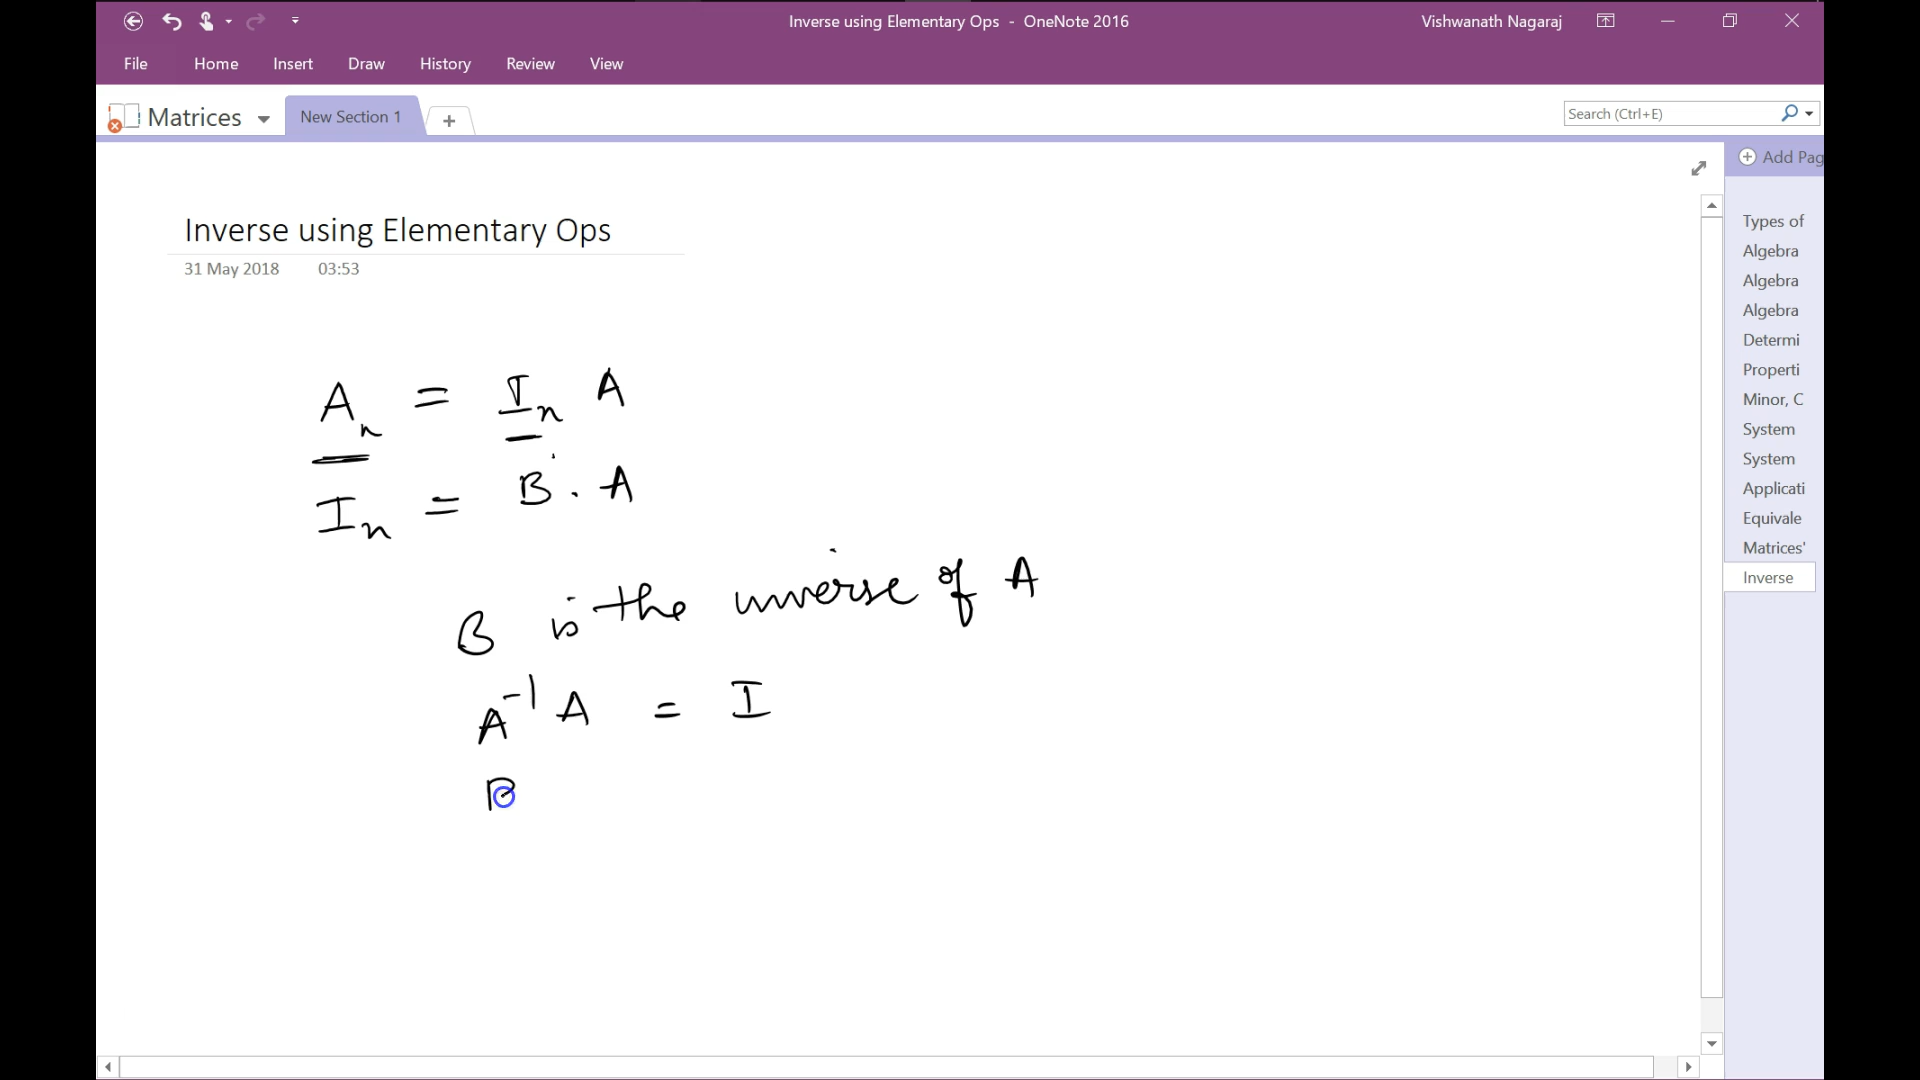 Inverse using Elementary Ops - OneNote 2016
Vishwanath Nagaraj
File Home Insert Draw History Review View
Matrices
New Section 1
Search (Ctrl+E)
Add Pag
Inverse using Elementary Ops
31 May 2018 03:53
Aₙ = Iₙ A
Iₙ = B . A
B is the inverse of A
A⁻¹ A = I
B
Types of
Algebra
Algebra
Algebra
Determi
Properti
Minor, C
System
System
Applicati
Equivale
Matrices'
Inverse